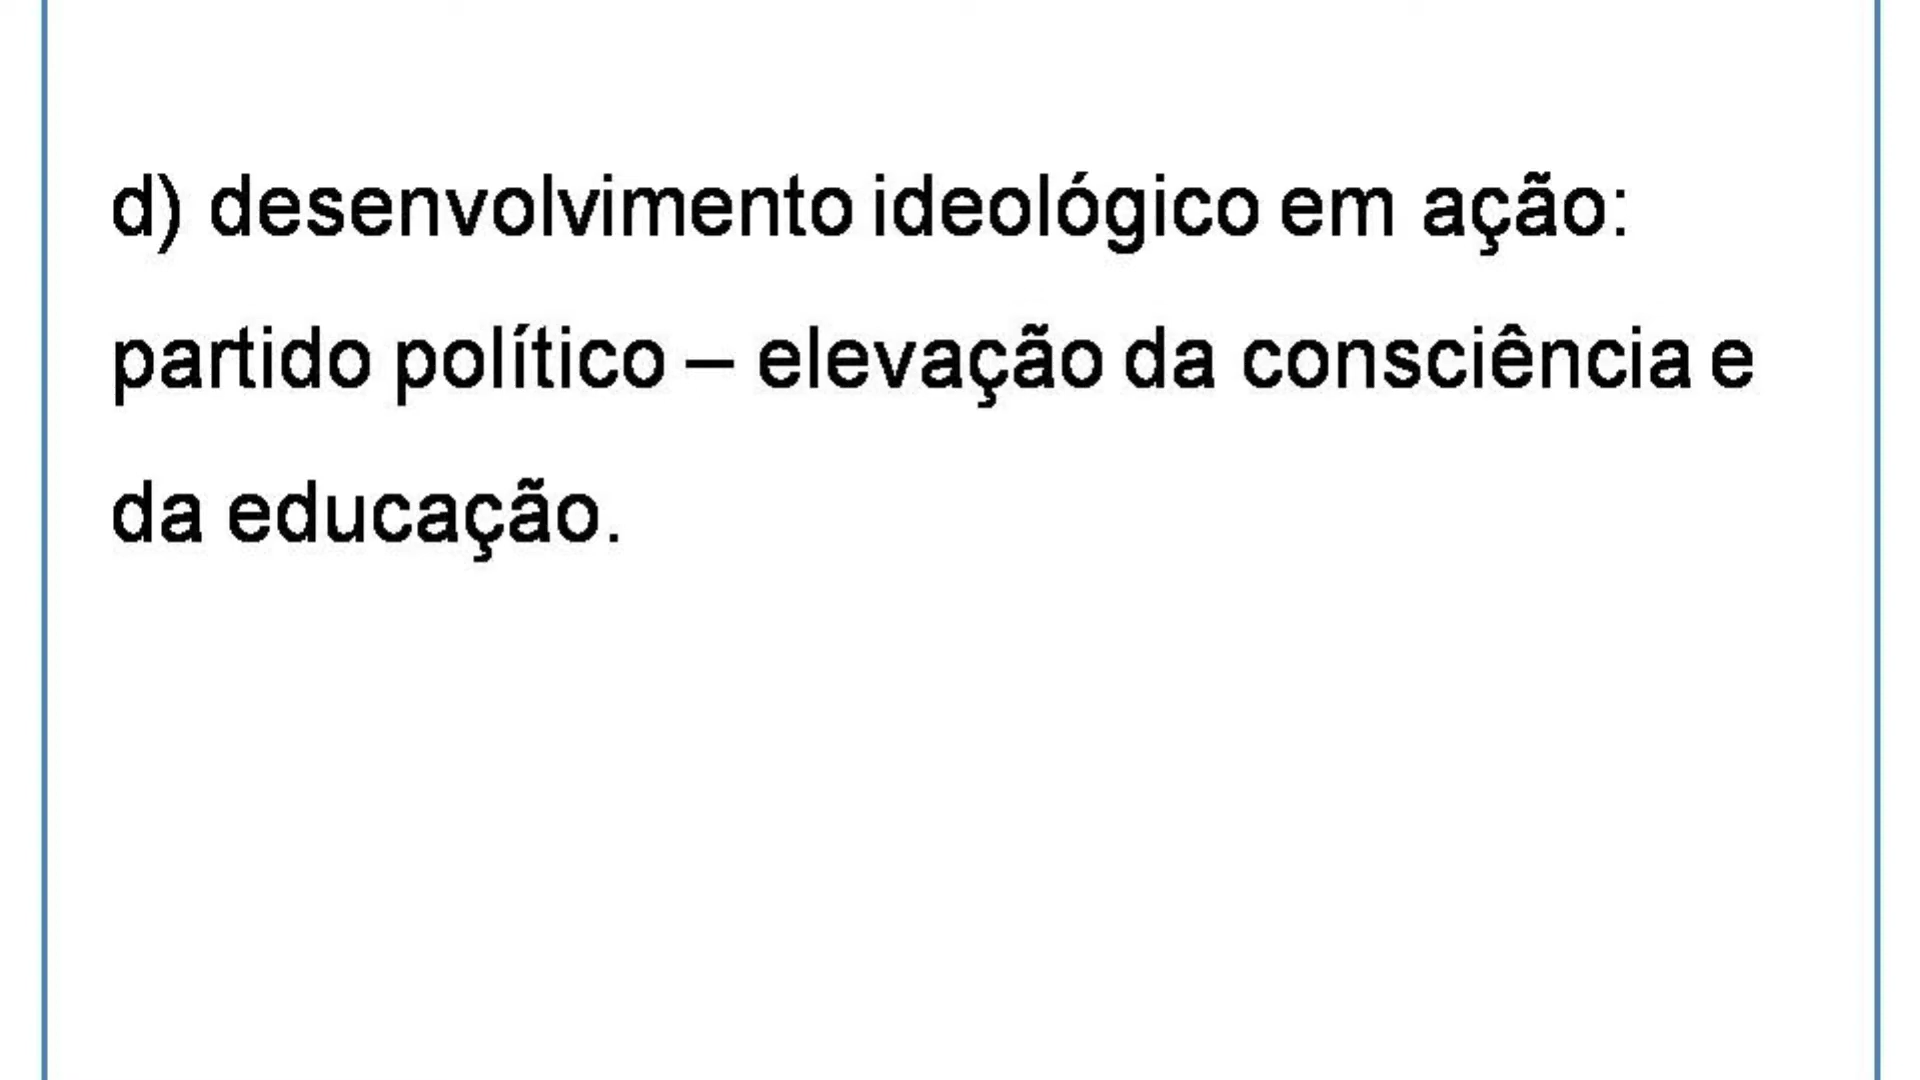 d) desenvolvimento ideológico em ação:
partido político – elevação da consciência e
da educação.